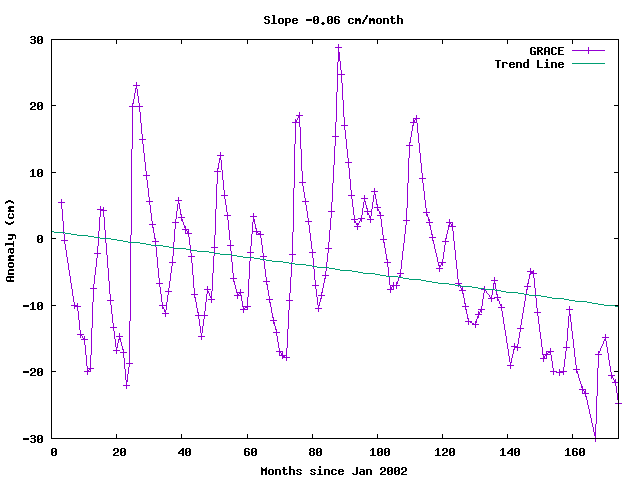 Slope -0.06 cm/month
30
GRACE
Trend Line
20
10
0
-10
-20
-30
Anomaly (cm)
0 20 40 60 80 100 120 140 160
Months since Jan 2002